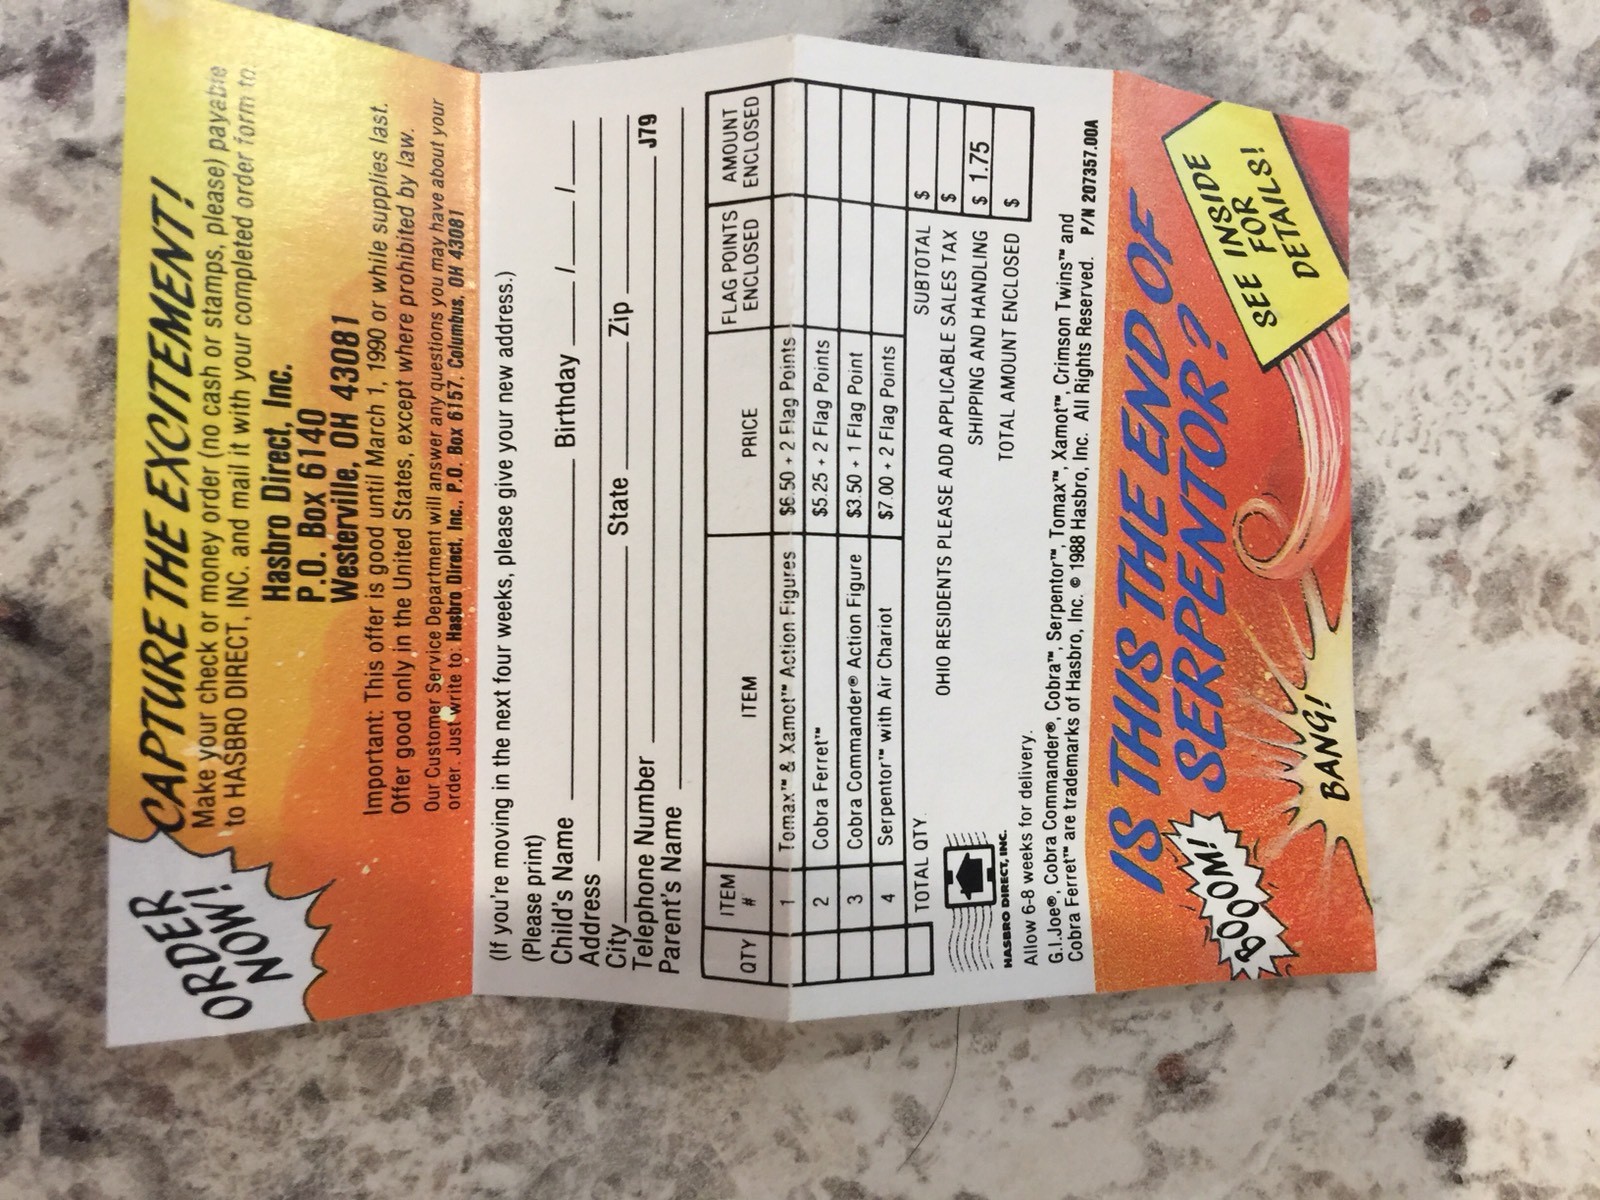 ORDER
NOW!
CAPTURE THE EXCITEMENT!
Make your check or money order (no cash or stamps, please) payable
to HASBRO DIRECT, INC. and mail it with your completed order form to:
Hasbro Direct, Inc.
P.O. Box 6140
Westerville, OH 43081
Important: This offer is good until March 1, 1990 or while supplies last.
Offer good only in the United States, except where prohibited by law.
Our Customer Service Department will answer any questions you may have about your
order. Just write to: Hasbro Direct, Inc., P.O. Box 6157, Columbus, OH 43081
(If you're moving in the next four weeks, please give your new address.)
(Please print)
Child's Name Birthday / /
Address
City State Zip
Telephone Number J79
Parent's Name
QTY ITEM # ITEM PRICE FLAG POINTS ENCLOSED AMOUNT ENCLOSED
1 Tomax™ & Xamot™ Action Figures $6.50 + 2 Flag Points
2 Cobra Ferret™ $5.25 + 2 Flag Points
3 Cobra Commander® Action Figure $3.50 + 1 Flag Point
4 Serpentor™ with Air Chariot $7.00 + 2 Flag Points
TOTAL QTY. SUBTOTAL $
OHIO RESIDENTS PLEASE ADD APPLICABLE SALES TAX $
SHIPPING AND HANDLING $ 1.75
TOTAL AMOUNT ENCLOSED $
HASBRO DIRECT, INC.
Allow 6-8 weeks for delivery.
G.I.Joe®, Cobra Commander®, Cobra™, Serpentor™, Tomax™, Xamot™, Crimson Twins™ and
Cobra Ferret™ are trademarks of Hasbro, Inc. © 1988 Hasbro, Inc. All Rights Reserved. P/N 207357.00A
IS THIS THE END OF
SERPENTOR?
BOOOM!
BANG!
SEE INSIDE
FOR
DETAILS!